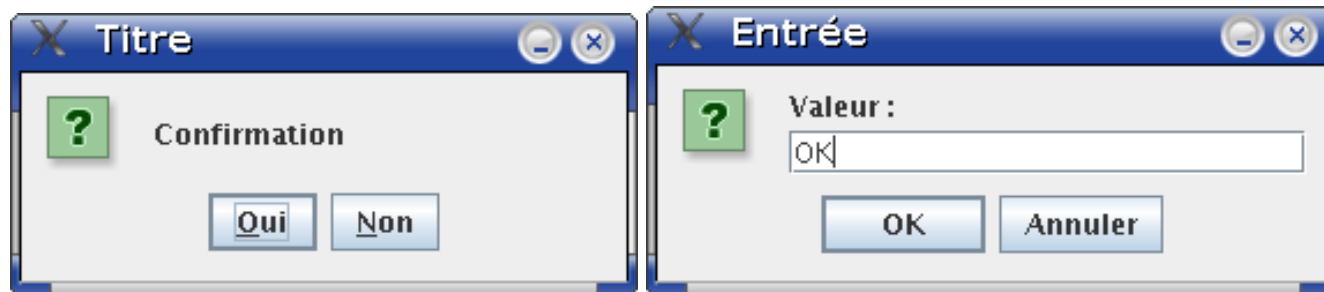 Titre
?
Confirmation
Oui
Non
Entrée
?
Valeur :
OK
OK
Annuler